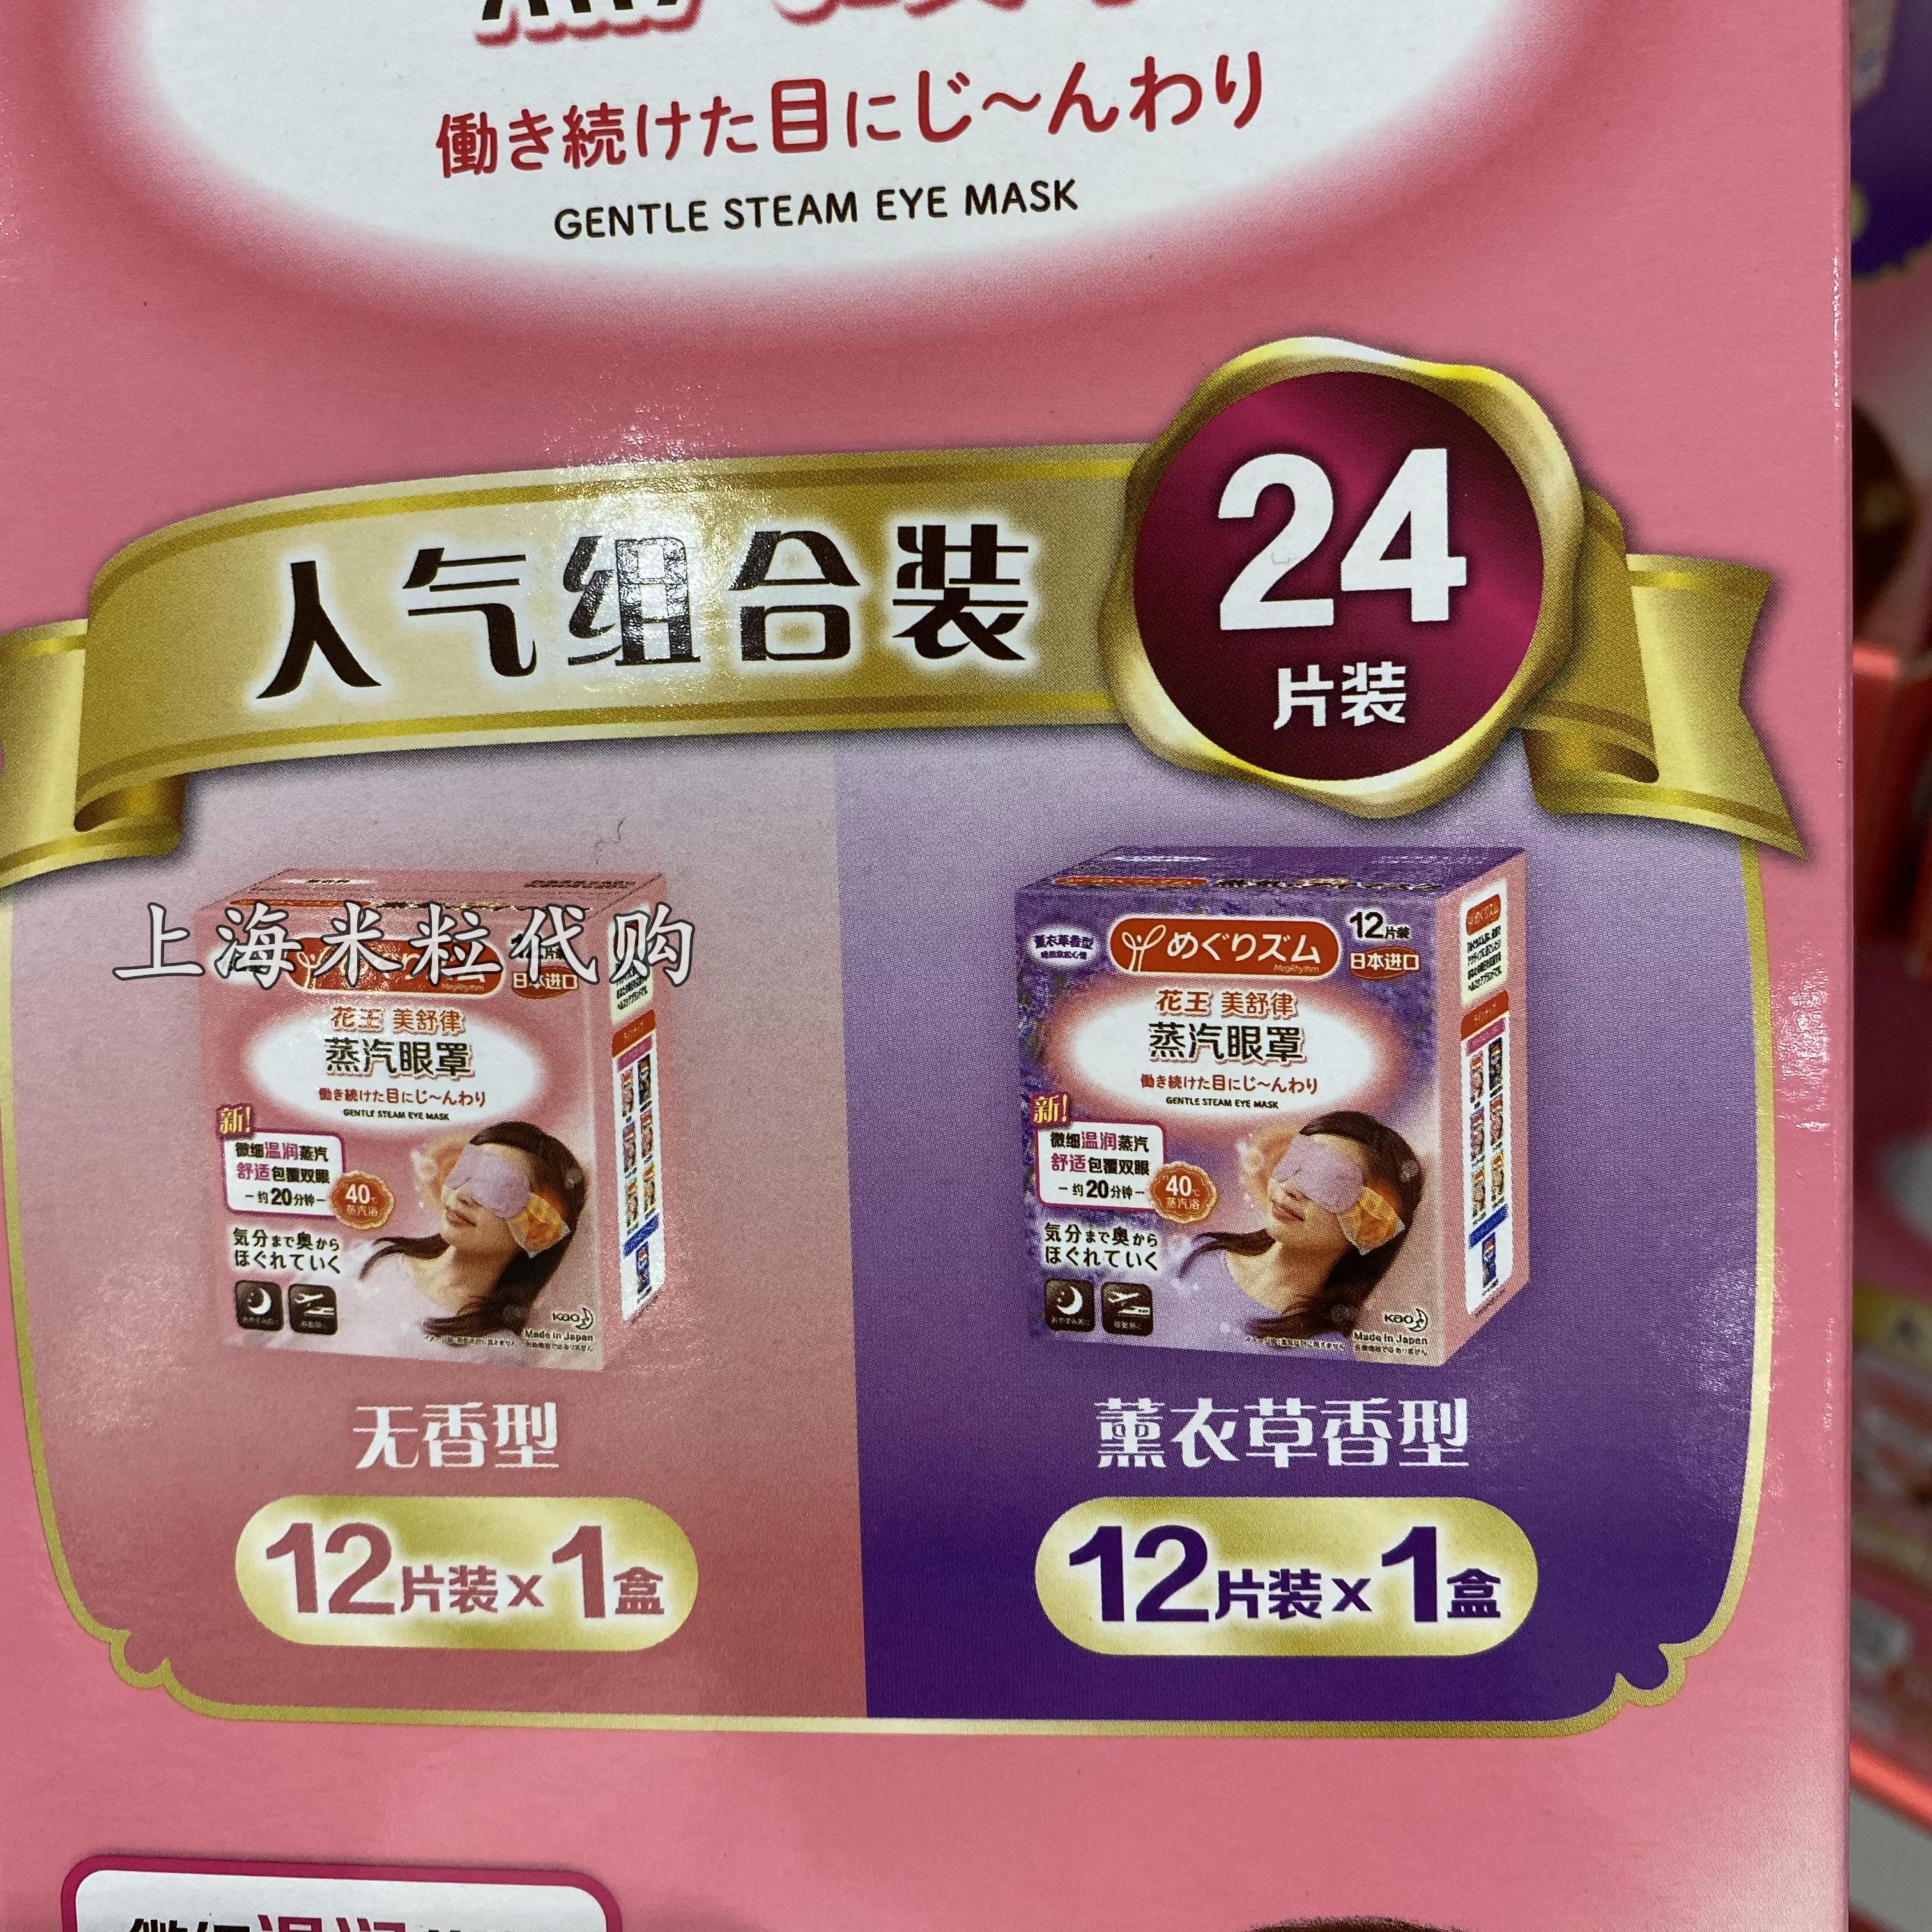 働き続けた目にじ〜んわり
GENTLE STEAM EYE MASK
人气组合装
24
片装
上海米粒代购
MegRhythm
日本进口
花王 美舒律
蒸汽眼罩
働き続けた目にじ〜んわり
GENTLE STEAM EYE MASK
新!
微细温润蒸汽
舒适包覆双眼
约20分钟
40℃
蒸汽浴
気分まで奥から
ほぐれていく
Kao
Made in Japan
薰衣草香型
めぐりズム
MegRhythm
12片装
日本进口
花王 美舒律
蒸汽眼罩
働き続けた目にじ〜んわり
GENTLE STEAM EYE MASK
新!
微细温润蒸汽
舒适包覆双眼
约20分钟
40℃
蒸汽浴
気分まで奥から
ほぐれていく
Kao
Made in Japan
无香型
12片装x1盒
薰衣草香型
12片装x1盒